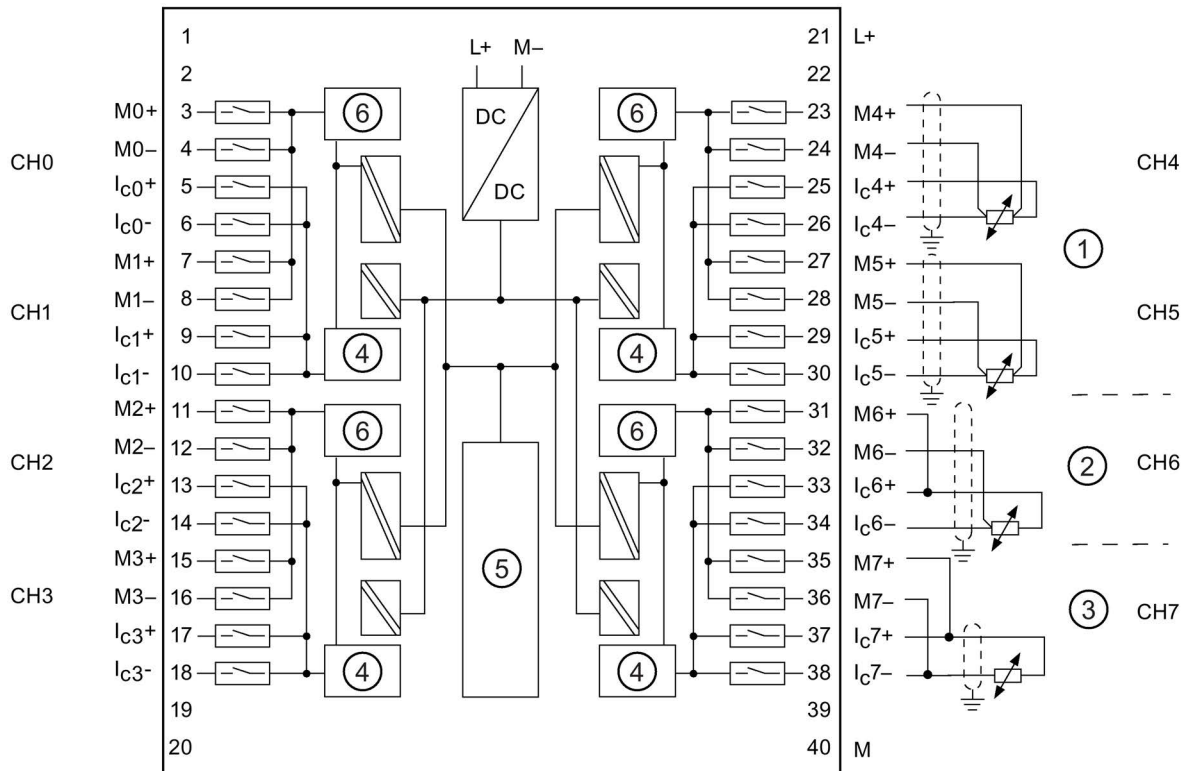 1 21 L+
L+ M–
2 22
M0+ 3 6 DC 6 23 M4+
M0– 4 24 M4–
CH0 CH4
Ic0+ 5 25 Ic4+
DC
Ic0- 6 26 Ic4–
1
M1+ 7 27 M5+
M1– 8 28 M5–
CH1 CH5
Ic1+ 9 29 Ic5+
4 4
Ic1- 10 30 Ic5–
M2+ 11 6 6 31 M6+
M2– 12 32 M6–
CH2 2 CH6
Ic2+ 13 33 Ic6+
Ic2- 14 34 Ic6–
M3+ 15 5 35 M7+
CH3 M3– 16 36 M7– 3 CH7
Ic3+ 17 37 Ic7+
Ic3- 18 4 4 38 Ic7–
19 39
20 40 M